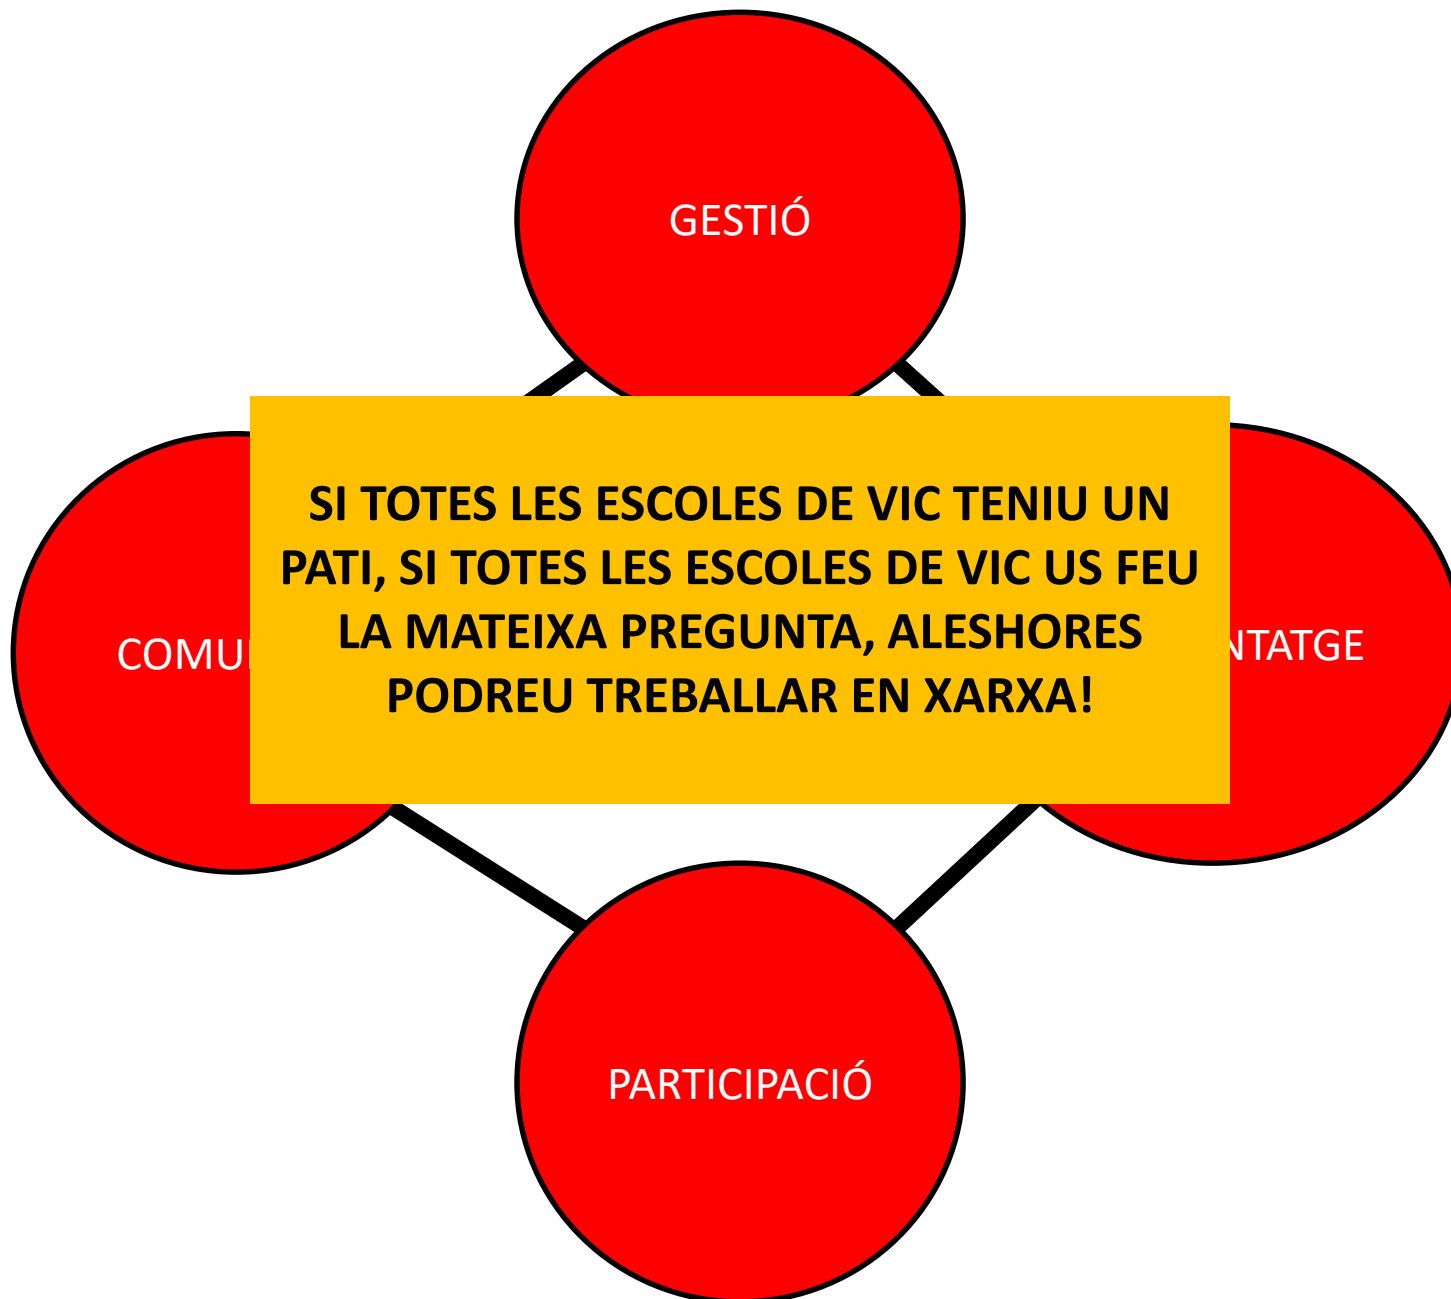 GESTIÓ
SI TOTES LES ESCOLES DE VIC TENIU UN
PATI, SI TOTES LES ESCOLES DE VIC US FEU
LA MATEIXA PREGUNTA, ALESHORES
PODREU TREBALLAR EN XARXA!
PARTICIPACIÓ